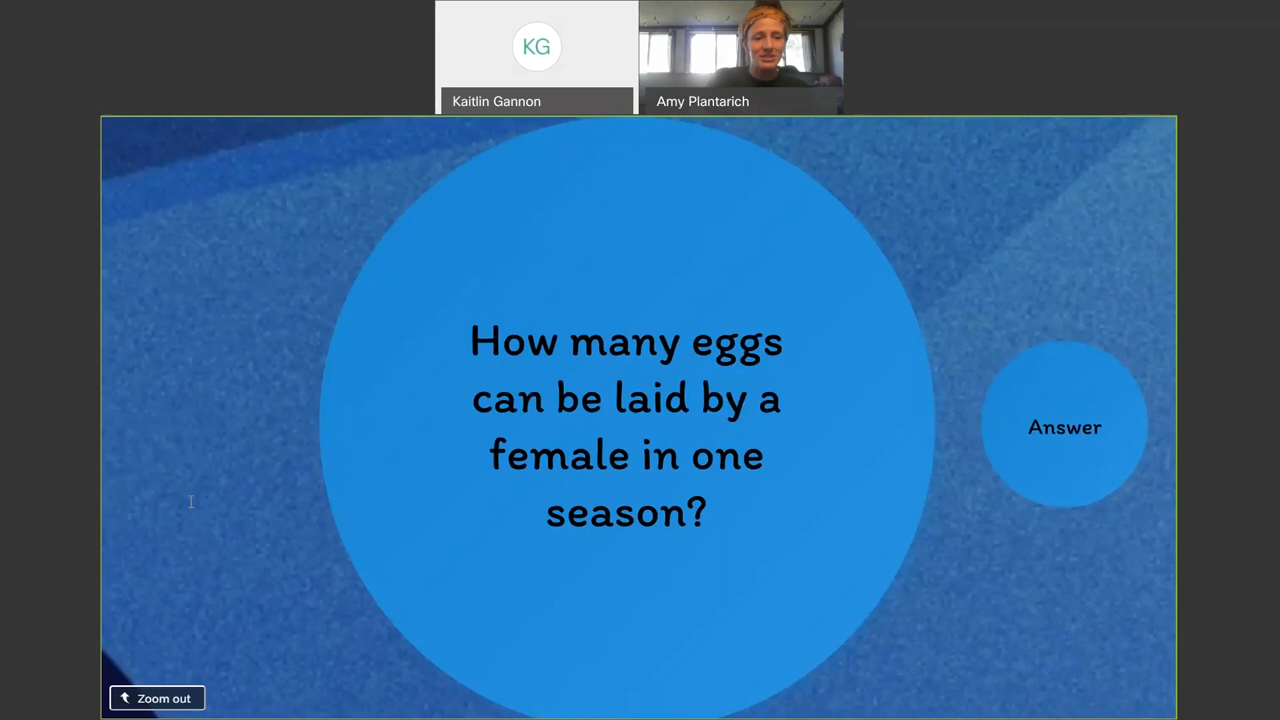 KG
Kaitlin Gannon
Amy Plantarich
How many eggs
can be laid by a
female in one
season?
Answer
Zoom out